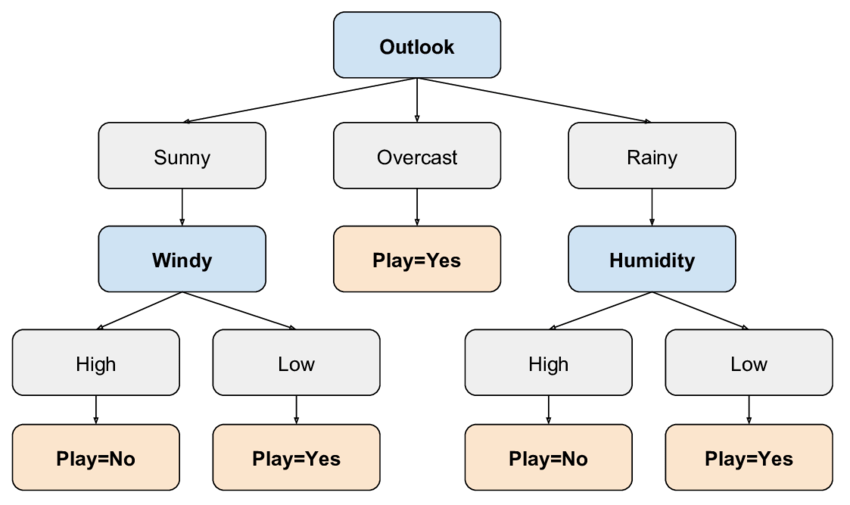 Outlook
Sunny
Overcast
Rainy
Windy
Play=Yes
Humidity
High
Low
High
Low
Play=No
Play=Yes
Play=No
Play=Yes